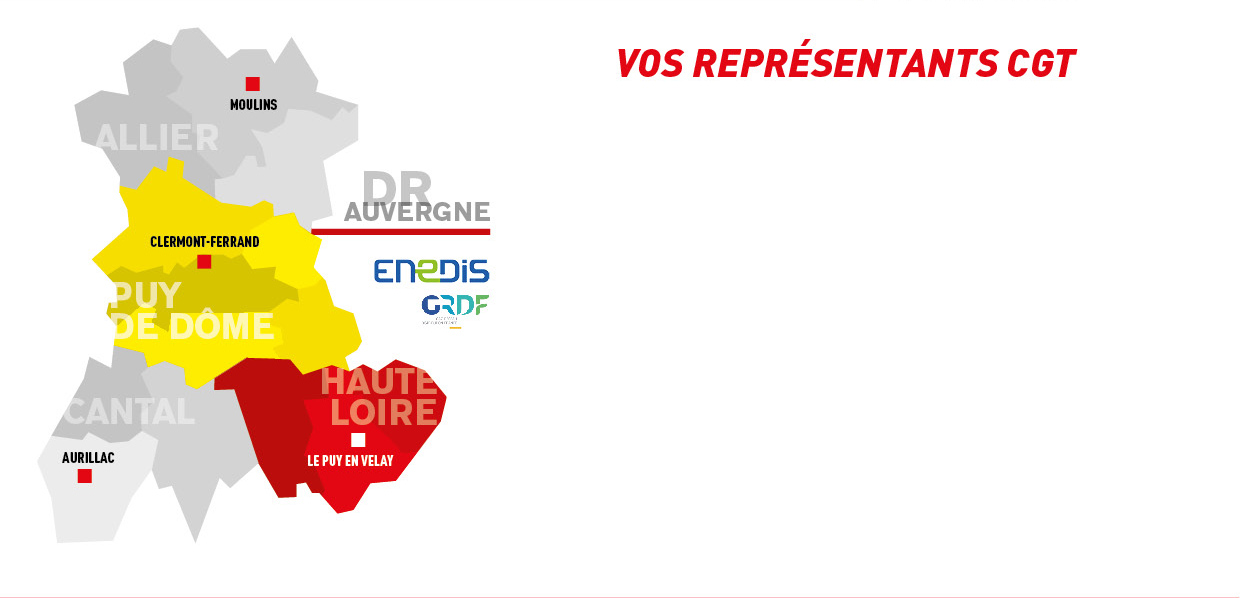 VOS REPRÉSENTANTS CGT
MOULINS
ALLIER
DR
AUVERGNE
CLERMONT-FERRAND
ENEDIS
PUY
DE DÔME
GRDF
HAUTE
LOIRE
CANTAL
AURILLAC
LE PUY EN VELAY